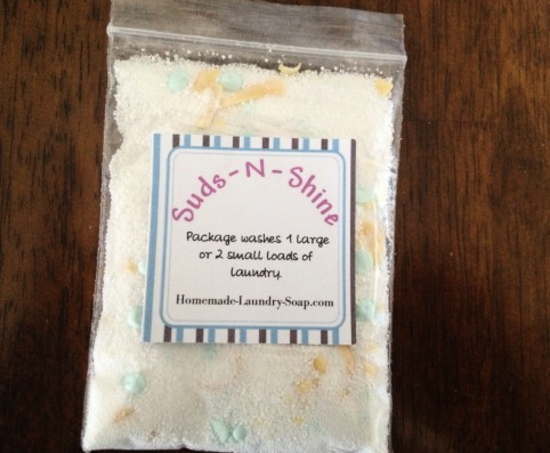 Suds-N-Shine
Package washes 1 large
or 2 small loads of
laundry.
Homemade-Laundry-Soap.com